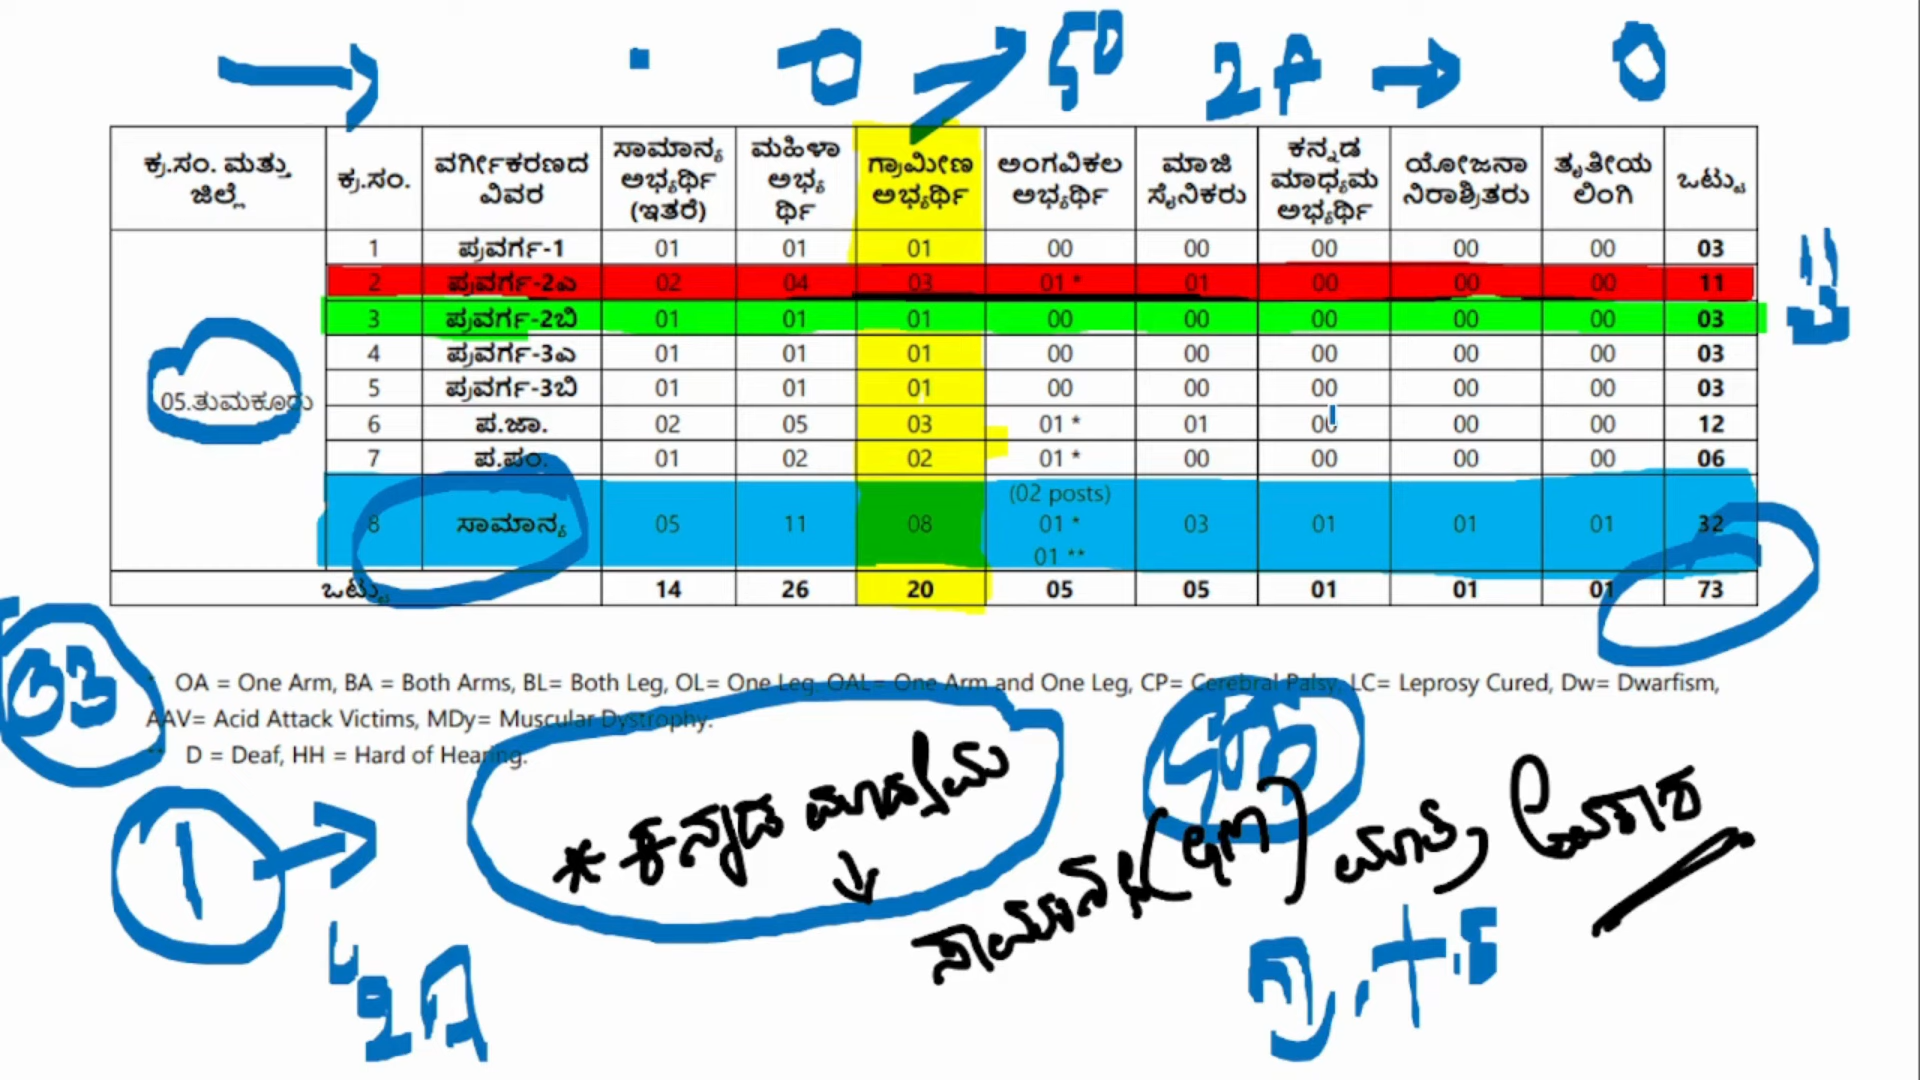 50 2A 0
ಕ್ರ.ಸಂ. ಮತ್ತು ಜಿಲ್ಲೆ ಕ್ರ.ಸಂ. ವರ್ಗೀಕರಣದ ವಿವರ ಸಾಮಾನ್ಯ ಅಭ್ಯರ್ಥಿ (ಇತರೆ) ಮಹಿಳಾ ಅಭ್ಯರ್ಥಿ ಗ್ರಾಮೀಣ ಅಭ್ಯರ್ಥಿ ಅಂಗವಿಕಲ ಅಭ್ಯರ್ಥಿ ಮಾಜಿ ಸೈನಿಕರು ಕನ್ನಡ ಮಾಧ್ಯಮ ಅಭ್ಯರ್ಥಿ ಯೋಜನಾ ನಿರಾಶ್ರಿತರು ತೃತೀಯ ಲಿಂಗಿ ಒಟ್ಟು
1 ಪ್ರವರ್ಗ-1 01 01 01 00 00 00 00 00 03
2 ಪ್ರವರ್ಗ-2ಎ 02 04 03 01 * 01 00 00 00 11
3 ಪ್ರವರ್ಗ-2ಬಿ 01 01 01 00 00 00 00 00 03
4 ಪ್ರವರ್ಗ-3ಎ 01 01 01 00 00 00 00 00 03
05.ತುಮಕೂರು
5 ಪ್ರವರ್ಗ-3ಬಿ 01 01 01 00 00 00 00 00 03
6 ಪ.ಜಾ. 02 05 03 01 * 01 00 00 00 12
7 ಪ.ಪಂ. 01 02 02 01 * 00 00 00 00 06
8 ಸಾಮಾನ್ಯ 05 11 08 (02 posts) 01 * 01 ** 03 01 01 01 32
ಒಟ್ಟು 14 26 20 05 05 01 01 01 73
03
* OA = One Arm, BA = Both Arms, BL= Both Leg, OL= One Leg, OAL= One Arm and One Leg, CP= Cerebral Palsy, LC= Leprosy Cured, Dw= Dwarfism,
AAV= Acid Attack Victims, MDy= Muscular Dystrophy.
** D = Deaf, HH = Hard of Hearing.
1
* ಕನ್ನಡ ಮಾಧ್ಯಮ
ಸಾಮಾನ್ಯ (GM) ಮಾತ್ರ
2A